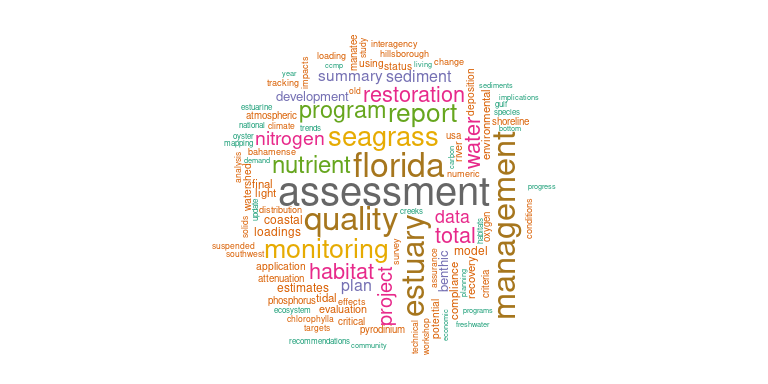 manatee
study
interagency
loading
hillsborough
ccmp
using
living
change
year
impacts
status
summary
sediment
tracking
deposition
sediments
development
old
restoration
environmental
implications
estuarine
program
report
gulf
atmospheric
species
national
climate
trends
water
shoreline
oyster
nitrogen
seagrass
usa
bottom
mapping
river
bahamense
carbon
analysis
demand
nutrient
florida
numeric
watershed
final
light
assessment
management
progress
update
distribution
quality
creeks
data
habitats
oxygen
conditions
solids
coastal
estuary
loadings
total
suspended
southwest
monitoring
survey
assurance
benthic
model
application
habitat
project
compliance
planning
recovery
criteria
attenuation
estimates
plan
phosphorus
tidal
effects
ecosystem
evaluation
potential
economic
programs
chlorophylla
critical
freshwater
targets
pyrodinium
technical
workshop
recommendations
community